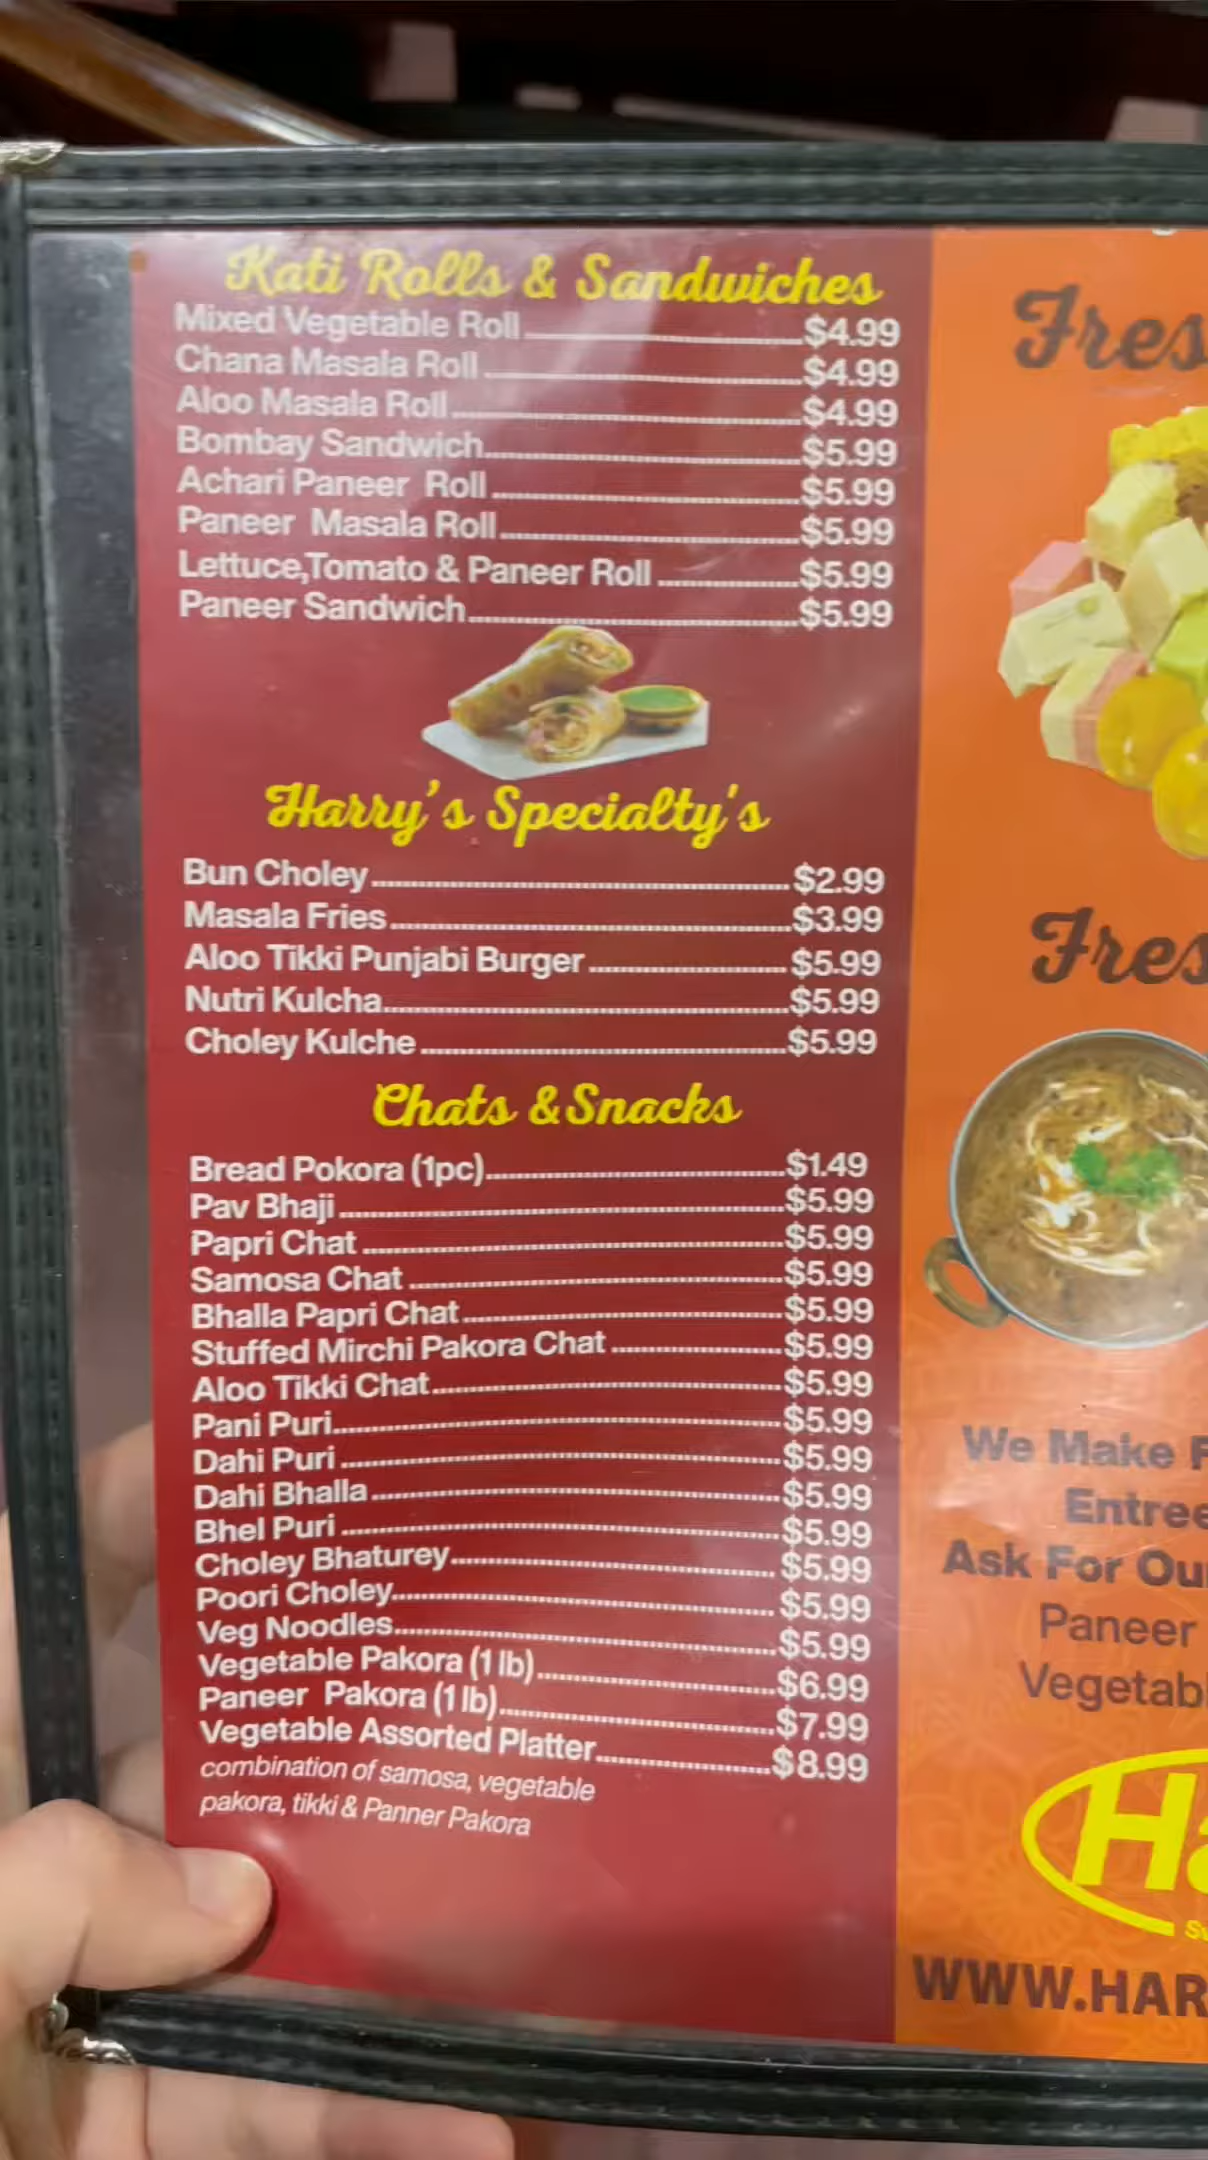 Kati Rolls & Sandwiches
Mixed Vegetable Roll $4.99
Chana Masala Roll $4.99
Aloo Masala Roll $4.99
Bombay Sandwich $5.99
Achari Paneer Roll $5.99
Paneer Masala Roll $5.99
Lettuce,Tomato & Paneer Roll $5.99
Paneer Sandwich $5.99
Harry's Specialty's
Bun Choley $2.99
Masala Fries $3.99
Aloo Tikki Punjabi Burger $5.99
Nutri Kulcha $5.99
Choley Kulche $5.99
Chats & Snacks
Bread Pokora (1pc) $1.49
Pav Bhaji $5.99
Papri Chat $5.99
Samosa Chat $5.99
Bhalla Papri Chat $5.99
Stuffed Mirchi Pakora Chat $5.99
Aloo Tikki Chat $5.99
Pani Puri $5.99
Dahi Puri $5.99
Dahi Bhalla $5.99
Bhel Puri $5.99
Choley Bhaturey $5.99
Poori Choley $5.99
Veg Noodles $5.99
Vegetable Pakora (1 lb) $6.99
Paneer Pakora (1 lb) $7.99
Vegetable Assorted Platter $8.99
combination of samosa, vegetable
pakora, tikki & Panner Pakora
Fres
Fres
We Make F
Entree
Ask For Our
Paneer
Vegetabl
Ha
WWW.HAR